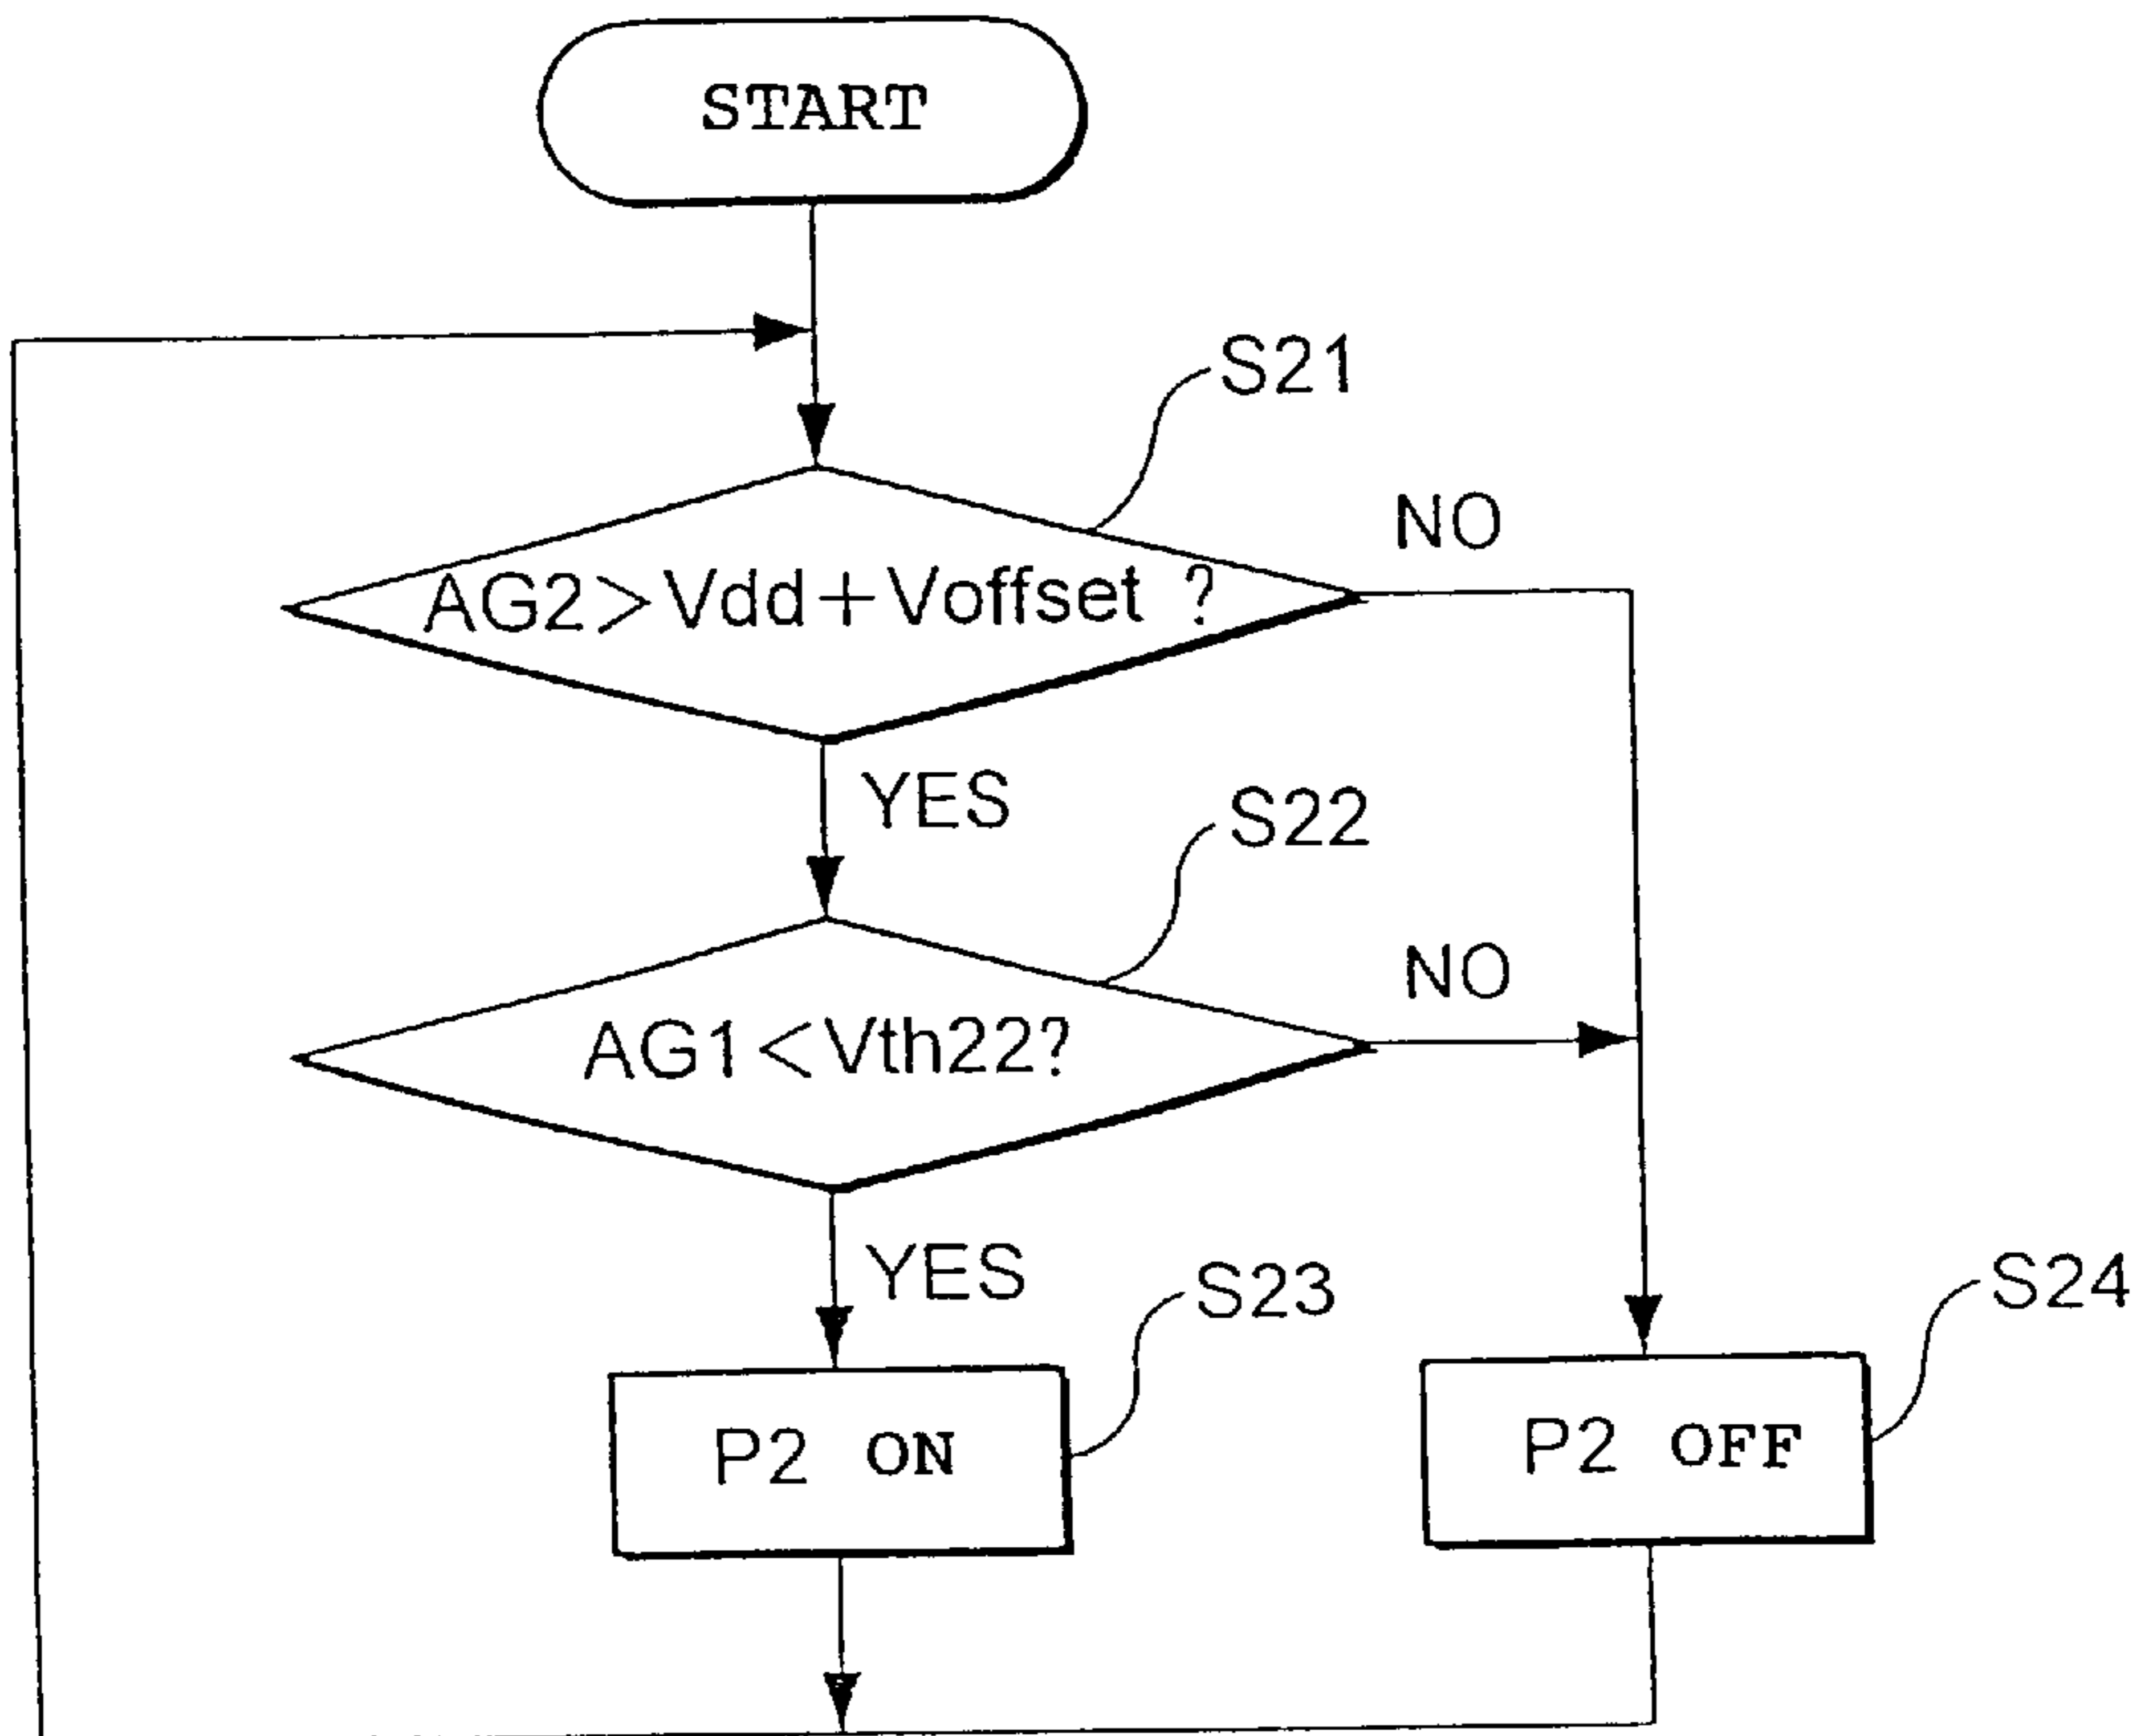 START
S21
NO
AG2>Vdd+Voffset ?
YES
S22
NO
AG1<Vth22?
YES
S23
S24
P2 ON
P2 OFF